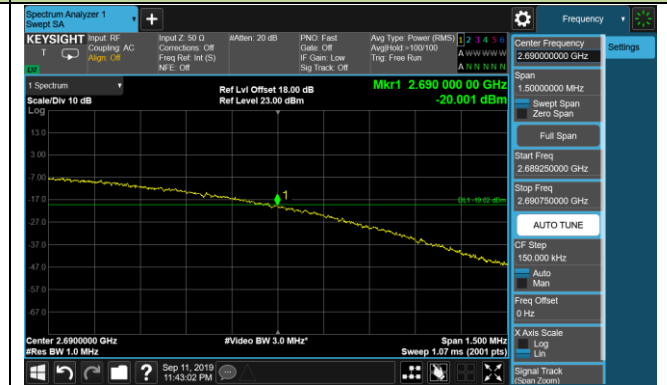 Spectrum Analyzer 1
Swept SA
Frequency
KEYSIGHT
Input: RF
Coupling: AC
Align: Off
Input Z: 50 Ω
Corrections: Off
Freq Ref: Int (S)
NFE: Off
#Atten: 20 dB
PNO: Fast
Gate: Off
IF Gain: Low
Sig Track: Off
Avg Type: Power (RMS)
Avg|Hold:>100/100
Trig: Free Run
1 2 3 4 5 6
A W W W W W
A N N N N N
LXI
1 Spectrum
Scale/Div 10 dB
Log
Ref Lvl Offset 18.00 dB
Ref Level 23.00 dBm
Mkr1 2.690 000 00 GHz
-20.001 dBm
13.0
3.00
-7.00
-17.0
-27.0
-37.0
-47.0
-57.0
-67.0
1
DL1 -19.02 dBm
Center 2.6900000 GHz
#Res BW 1.0 MHz
#Video BW 3.0 MHz*
Span 1.500 MHz
Sweep 1.07 ms (2001 pts)
Sep 11, 2019
11:43:02 PM
Center Frequency
2.690000000 GHz
Settings
Span
1.50000000 MHz
Swept Span
Zero Span
Full Span
Start Freq
2.689250000 GHz
Stop Freq
2.690750000 GHz
AUTO TUNE
CF Step
150.000 kHz
Auto
Man
Freq Offset
0 Hz
X Axis Scale
Log
Lin
Signal Track
(Span Zoom)